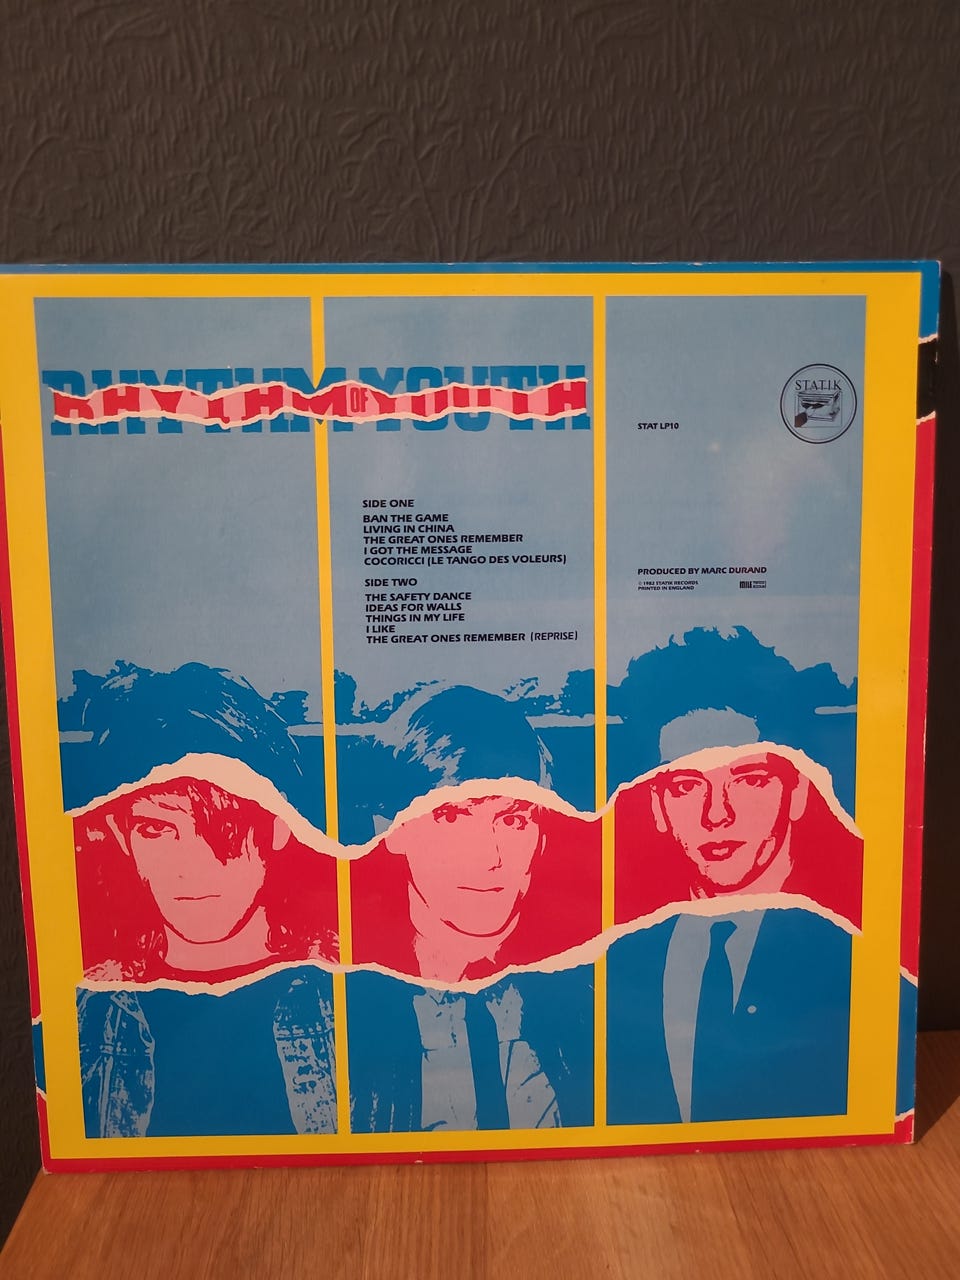 RHYTHM OF YOUTH
STATIK
STAT LP10
SIDE ONE
BAN THE GAME
LIVING IN CHINA
THE GREAT ONES REMEMBER
I GOT THE MESSAGE
COCORICCI (LE TANGO DES VOLEURS)
SIDE TWO
THE SAFETY DANCE
IDEAS FOR WALLS
THINGS IN MY LIFE
I LIKE
THE GREAT ONES REMEMBER (REPRISE)
PRODUCED BY MARC DURAND
© 1982 STATIK RECORDS
PRINTED IN ENGLAND